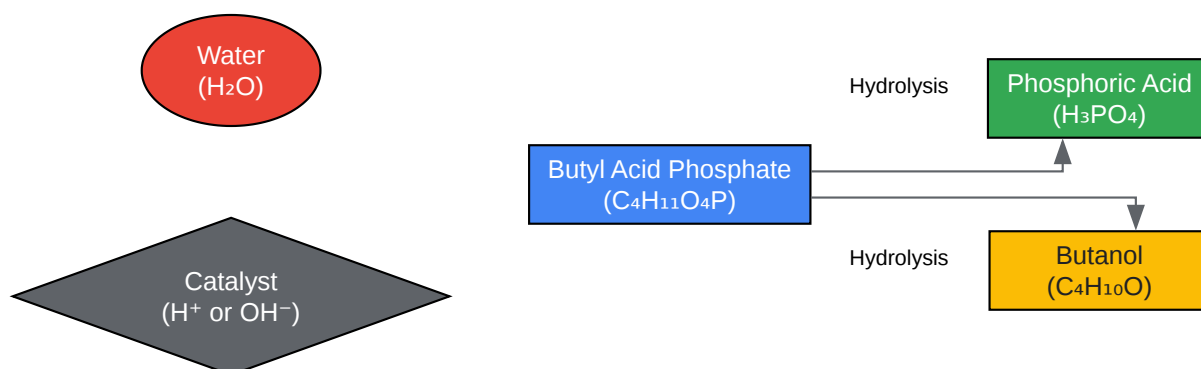 Water
(H₂O)
Hydrolysis
Phosphoric Acid
(H₃PO₄)
Butyl Acid Phosphate
(C₄H₁₁O₄P)
Hydrolysis
Butanol
(C₄H₁₀O)
Catalyst
(H⁺ or OH⁻)